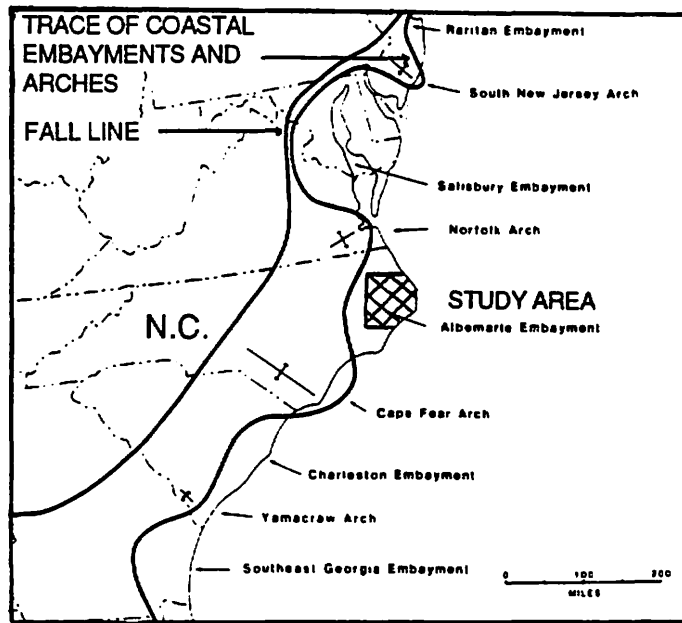 TRACE OF COASTAL
EMBAYMENTS AND
ARCHES
Raritan Embayment
South New Jersey Arch
FALL LINE
Salisbury Embayment
Norfolk Arch
STUDY AREA
Albemarle Embayment
N.C.
Cape Fear Arch
Charleston Embayment
Yamacraw Arch
Southeast Georgia Embayment
0 100 200
MILES